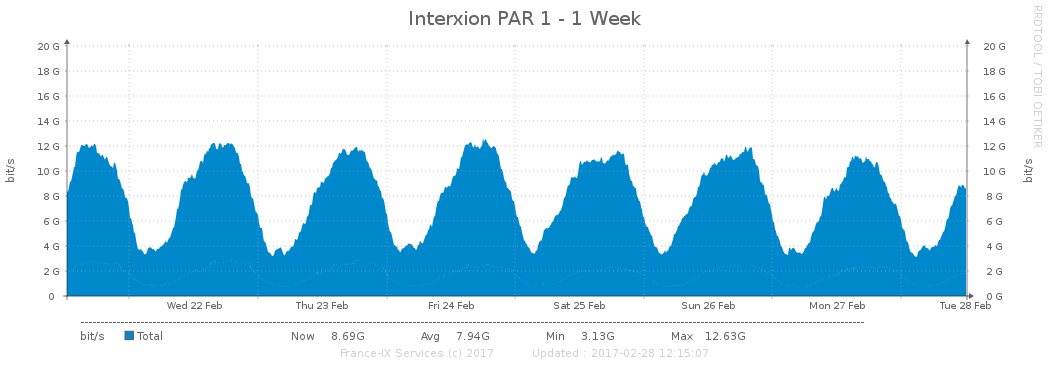 Interxion PAR 1 - 1 Week
RRDTOOL / TOBI OETIKER
bit/s
20 G 20 G
18 G 18 G
16 G 16 G
14 G 14 G
12 G 12 G
10 G 10 G
8 G 8 G
6 G 6 G
4 G 4 G
2 G 2 G
0 0 G
bit/s
Wed 22 Feb Thu 23 Feb Fri 24 Feb Sat 25 Feb Sun 26 Feb Mon 27 Feb Tue 28 Feb
bit/s Total Now 8.69G Avg 7.94G Min 3.13G Max 12.63G
France-IX Services (c) 2017 Updated : 2017-02-28 12:15:07